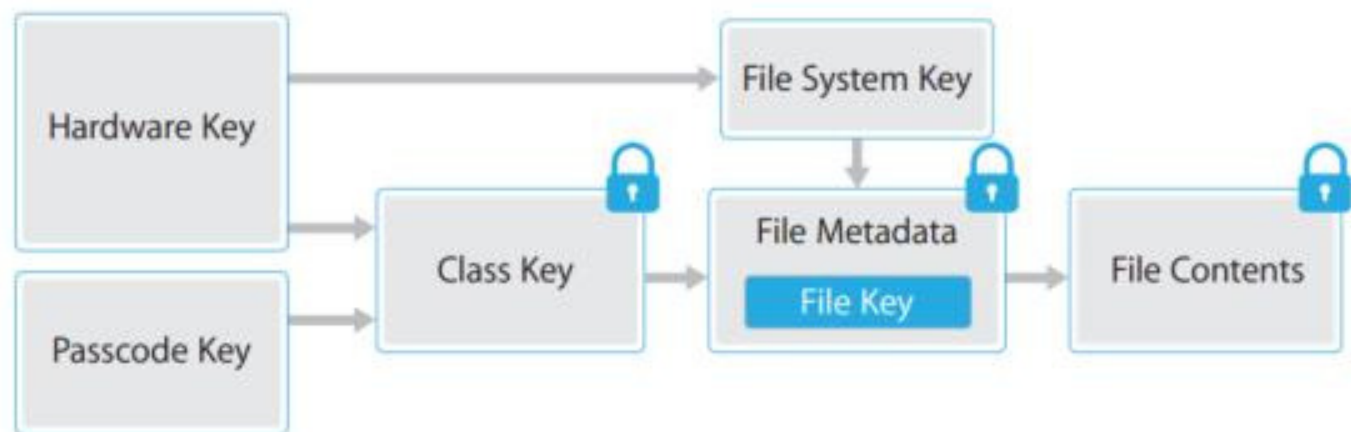 Hardware Key
File System Key
File Metadata
Class Key
File Key
File Contents
Passcode Key